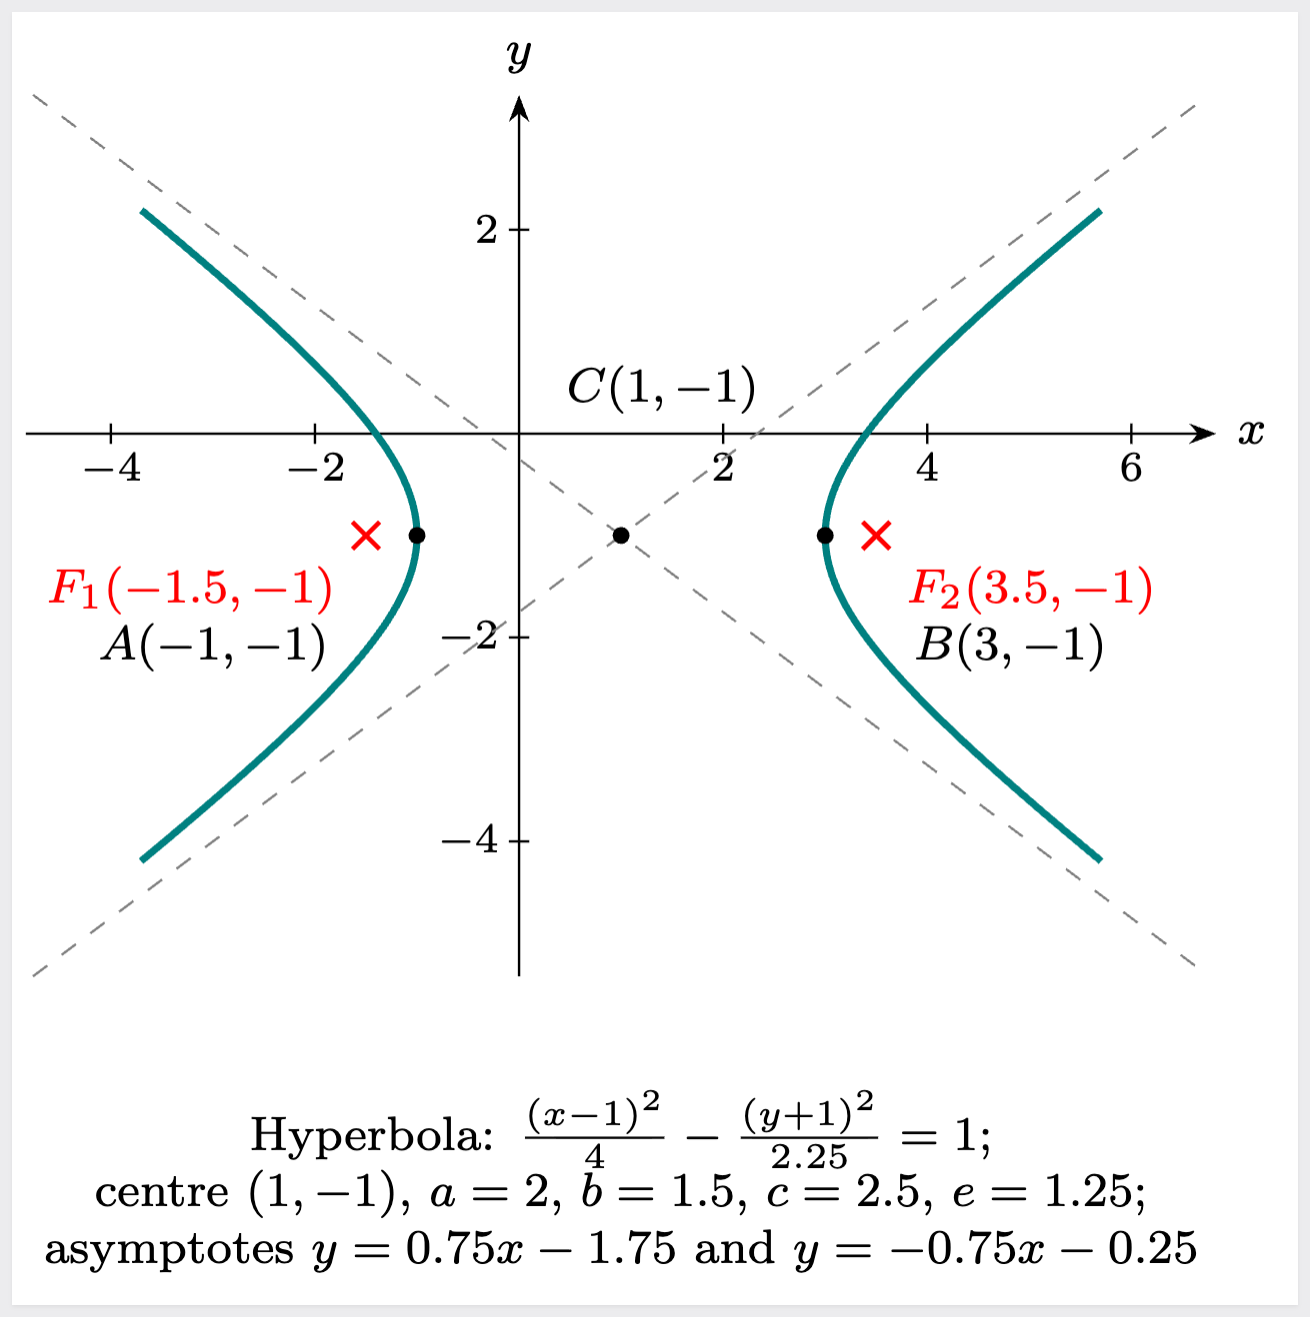 y
2
C(1, −1)
x
−4
−2
2
4
6
F₁(−1.5, −1)
F₂(3.5, −1)
A(−1, −1)
−2
B(3, −1)
−4
Hyperbola: (x−1)²/4 − (y+1)²/2.25 = 1;
centre (1, −1), a = 2, b = 1.5, c = 2.5, e = 1.25;
asymptotes y = 0.75x − 1.75 and y = −0.75x − 0.25